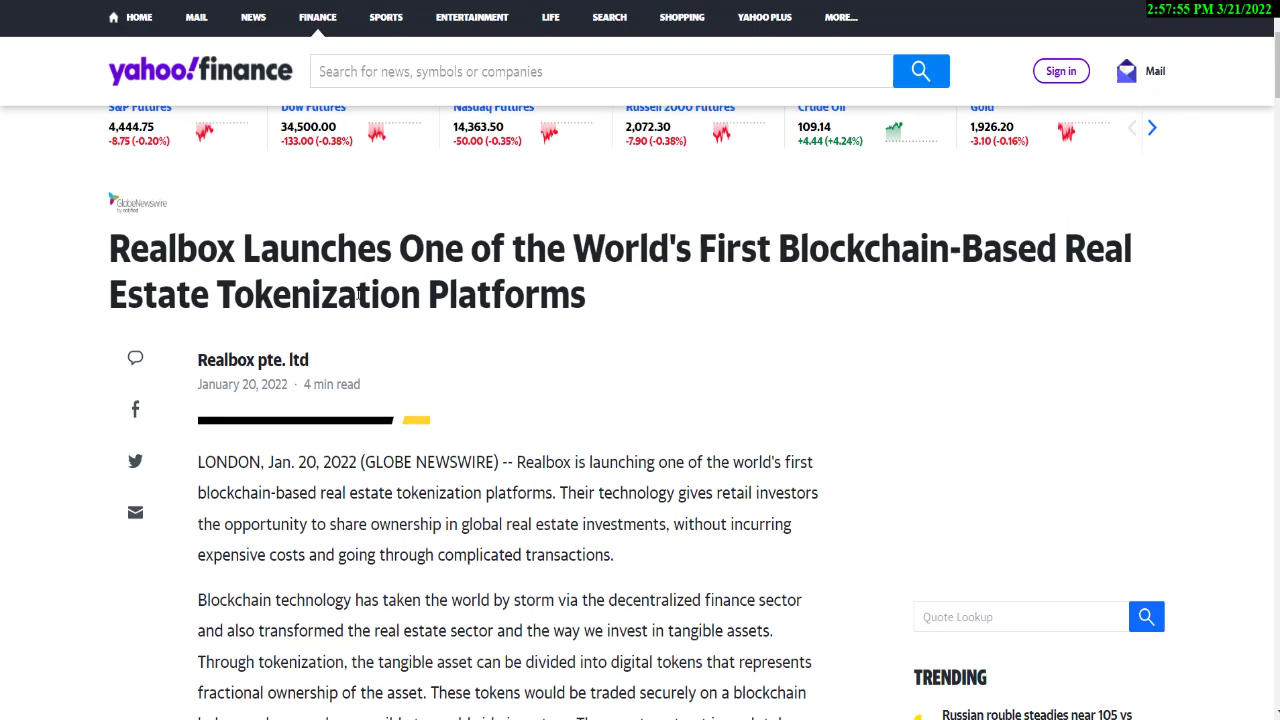 2:57:55 PM 3/21/2022
HOME MAIL NEWS FINANCE SPORTS ENTERTAINMENT LIFE SEARCH SHOPPING YAHOO PLUS MORE...
yahoo!finance
Search for news, symbols or companies
Sign in
Mail
S&P Futures Dow Futures Nasdaq Futures Russell 2000 Futures Crude Oil Gold
4,444.75 34,500.00 14,363.50 2,072.30 109.14 1,926.20
-8.75 (-0.20%) -133.00 (-0.38%) -50.00 (-0.35%) -7.90 (-0.38%) +4.44 (+4.24%) -3.10 (-0.16%)
GlobeNewswire
by notified
Realbox Launches One of the World's First Blockchain-Based Real
Estate Tokenization Platforms
Realbox pte. ltd
January 20, 2022 · 4 min read
LONDON, Jan. 20, 2022 (GLOBE NEWSWIRE) -- Realbox is launching one of the world's first
blockchain-based real estate tokenization platforms. Their technology gives retail investors
the opportunity to share ownership in global real estate investments, without incurring
expensive costs and going through complicated transactions.
Blockchain technology has taken the world by storm via the decentralized finance sector
and also transformed the real estate sector and the way we invest in tangible assets.
Through tokenization, the tangible asset can be divided into digital tokens that represents
fractional ownership of the asset. These tokens would be traded securely on a blockchain
Quote Lookup
TRENDING
Russian rouble steadies near 105 vs